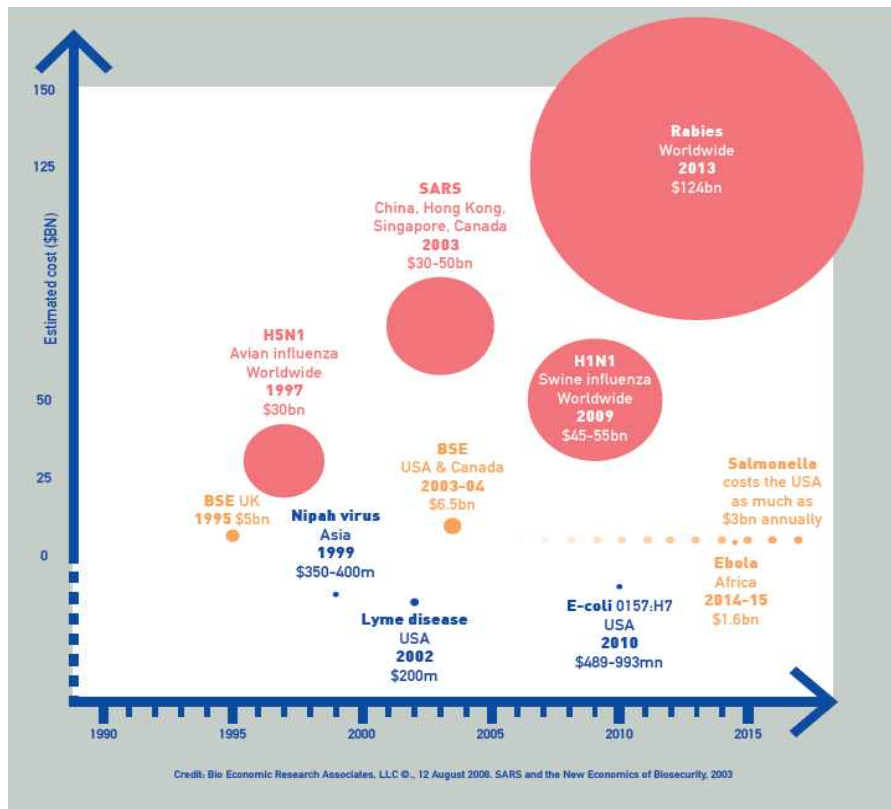 150
125
50
25
0
Estimated cost ($BN)
Rabies
Worldwide
2013
$124bn
SARS
China, Hong Kong,
Singapore, Canada
2003
$30-50bn
H5N1
Avian influenza
Worldwide
1997
$30bn
H1N1
Swine influenza
Worldwide
2009
$45-55bn
BSE
USA & Canada
2003-04
$6.5bn
Salmonella
costs the USA
as much as
$3bn annually
BSE UK
1995 $5bn
Nipah virus
Asia
1999
$350-400m
Ebola
Africa
2014-15
$1.6bn
Lyme disease
USA
2002
$200m
E-coli 0157:H7
USA
2010
$489-993mn
1990
1995
2000
2005
2010
2015
Credit: Bio Economic Research Associates, LLC ©., 12 August 2008. SARS and the New Economics of Biosecurity, 2003